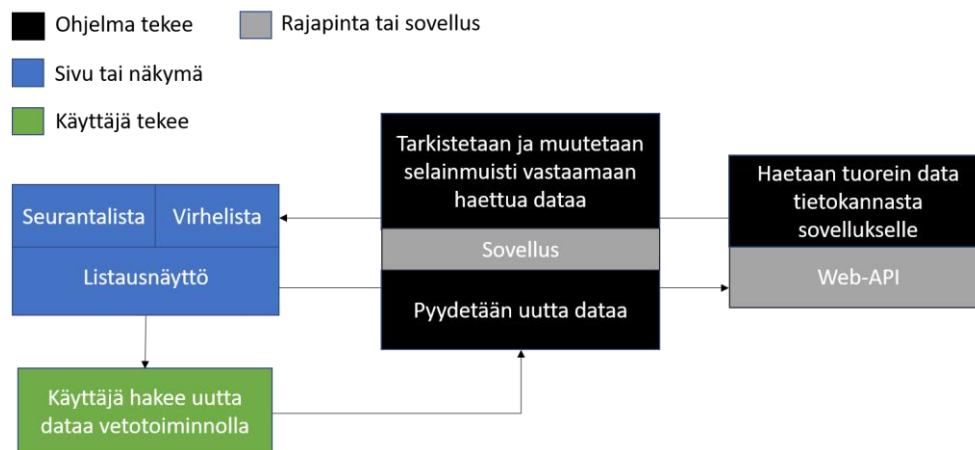 Ohjelma tekee
Rajapinta tai sovellus
Sivu tai näkymä
Käyttäjä tekee
Tarkistetaan ja muutetaan
selainmuisti vastaamaan
haettua dataa
Haetaan tuorein data
tietokannasta
sovellukselle
Seurantalista
Virhelista
Sovellus
Listausnäyttö
Web-API
Pyydetään uutta dataa
Käyttäjä hakee uutta
dataa vetotoiminnolla